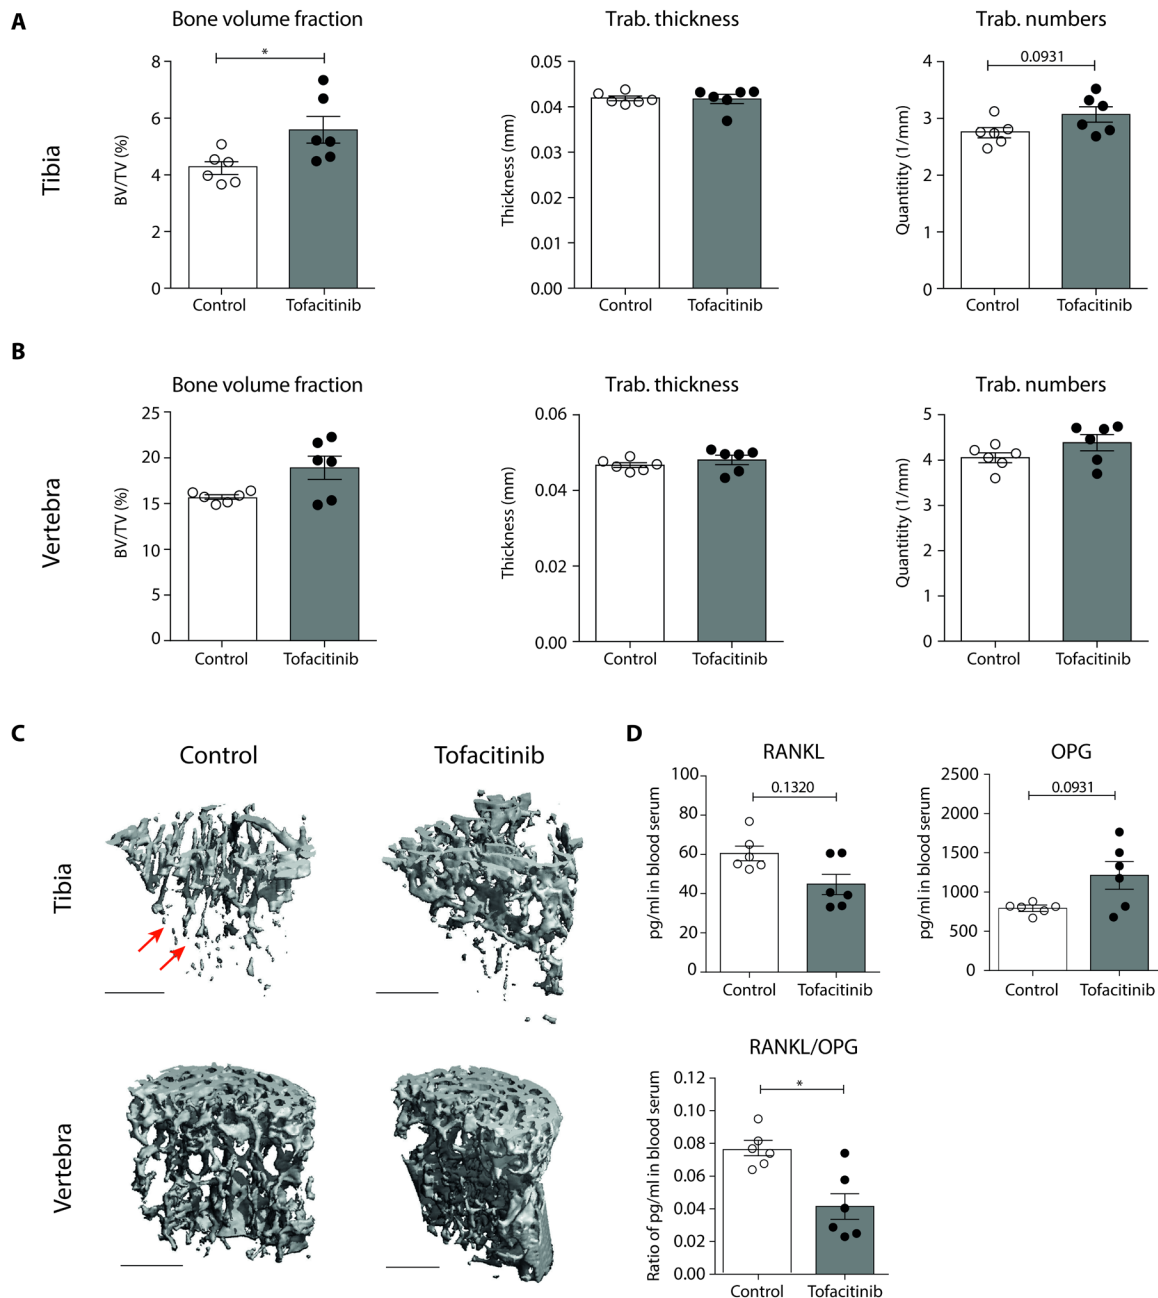 A
Bone volume fraction
Trab. thickness
Trab. numbers
Tibia
BV/TV (%)
8
6
4
2
0
*
Control
Tofacitinib
Thickness (mm)
0.05
0.04
0.03
0.02
0.01
0.00
Control
Tofacitinib
Quantitity (1/mm)
4
3
2
1
0
0.0931
Control
Tofacitinib
B
Bone volume fraction
Trab. thickness
Trab. numbers
Vertebra
BV/TV (%)
25
20
15
10
5
0
Control
Tofacitinib
Thickness (mm)
0.06
0.04
0.02
0.00
Control
Tofacitinib
Quantitity (1/mm)
5
4
3
2
1
0
Control
Tofacitinib
C
Control
Tofacitinib
Tibia
Vertebra
D
RANKL
pg/ml in blood serum
100
80
60
40
20
0
0.1320
Control
Tofacitinib
OPG
pg/ml in blood serum
2500
2000
1500
1000
500
0
0.0931
Control
Tofacitinib
RANKL/OPG
Ratio of pg/ml in blood serum
0.12
0.10
0.08
0.06
0.04
0.02
0.00
*
Control
Tofacitinib